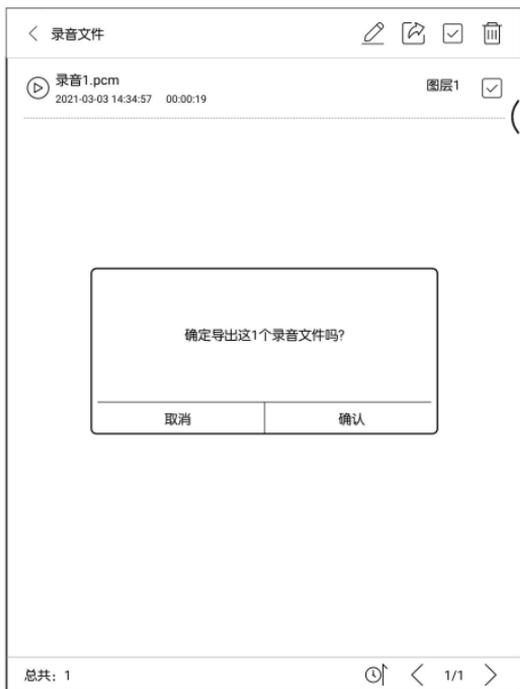 录音文件
录音1.pcm
图层1
2021-03-03 14:34:57 00:00:19
确定导出这1个录音文件吗?
取消
确认
总共: 1
1/1